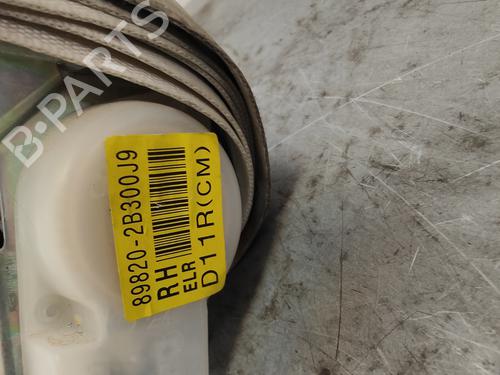 B-PARTS
89820-2B300J9
RH
ELR
D11R(CM)